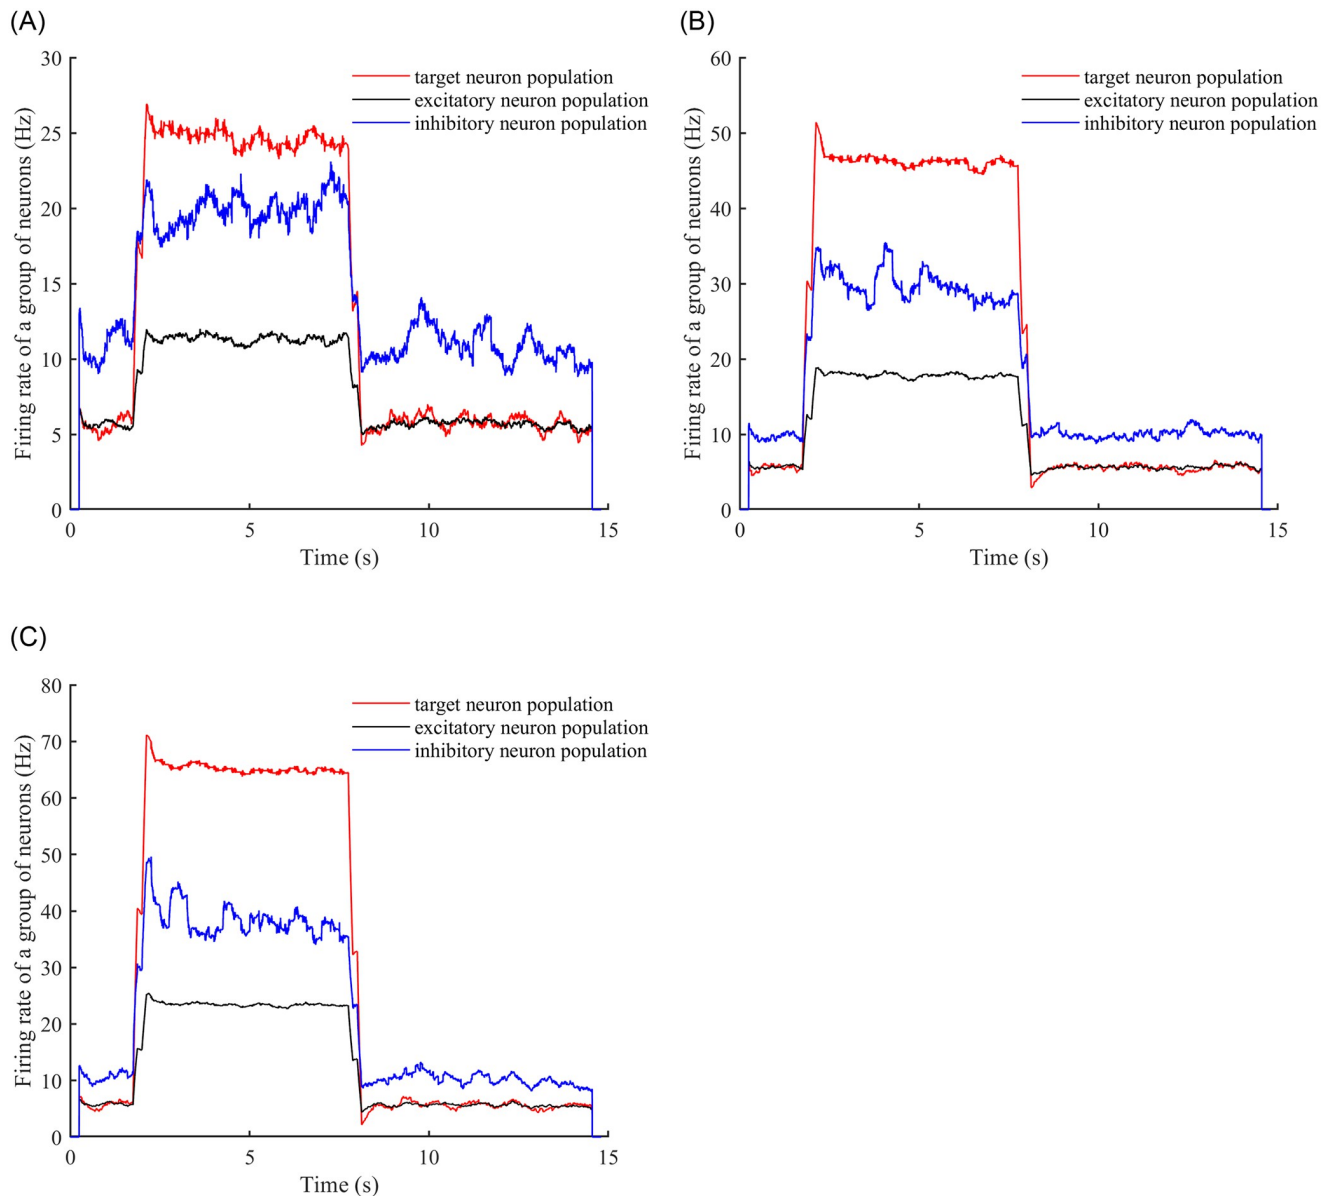 (A)
Firing rate of a group of neurons (Hz)
30
25
20
15
10
5
0
target neuron population
excitatory neuron population
inhibitory neuron population
0
5
10
15
Time (s)
(B)
Firing rate of a group of neurons (Hz)
60
50
40
30
20
10
0
target neuron population
excitatory neuron population
inhibitory neuron population
0
5
10
15
Time (s)
(C)
Firing rate of a group of neurons (Hz)
80
70
60
50
40
30
20
10
0
target neuron population
excitatory neuron population
inhibitory neuron population
0
5
10
15
Time (s)